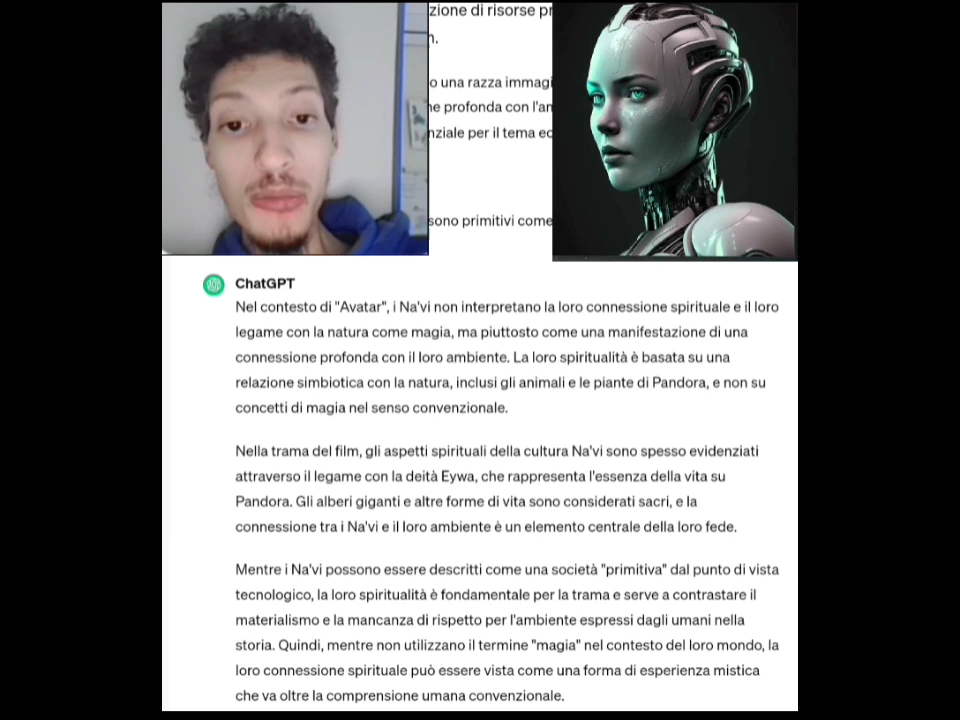 zione di risorse pr
n.
o una razza immagi
ne profonda con l'an
nziale per il tema ec
sono primitivi come
ChatGPT
Nel contesto di "Avatar", i Na'vi non interpretano la loro connessione spirituale e il loro
legame con la natura come magia, ma piuttosto come una manifestazione di una
connessione profonda con il loro ambiente. La loro spiritualità è basata su una
relazione simbiotica con la natura, inclusi gli animali e le piante di Pandora, e non su
concetti di magia nel senso convenzionale.
Nella trama del film, gli aspetti spirituali della cultura Na'vi sono spesso evidenziati
attraverso il legame con la deità Eywa, che rappresenta l'essenza della vita su
Pandora. Gli alberi giganti e altre forme di vita sono considerati sacri, e la
connessione tra i Na'vi e il loro ambiente è un elemento centrale della loro fede.
Mentre i Na'vi possono essere descritti come una società "primitiva" dal punto di vista
tecnologico, la loro spiritualità è fondamentale per la trama e serve a contrastare il
materialismo e la mancanza di rispetto per l'ambiente espressi dagli umani nella
storia. Quindi, mentre non utilizzano il termine "magia" nel contesto del loro mondo, la
loro connessione spirituale può essere vista come una forma di esperienza mistica
che va oltre la comprensione umana convenzionale.